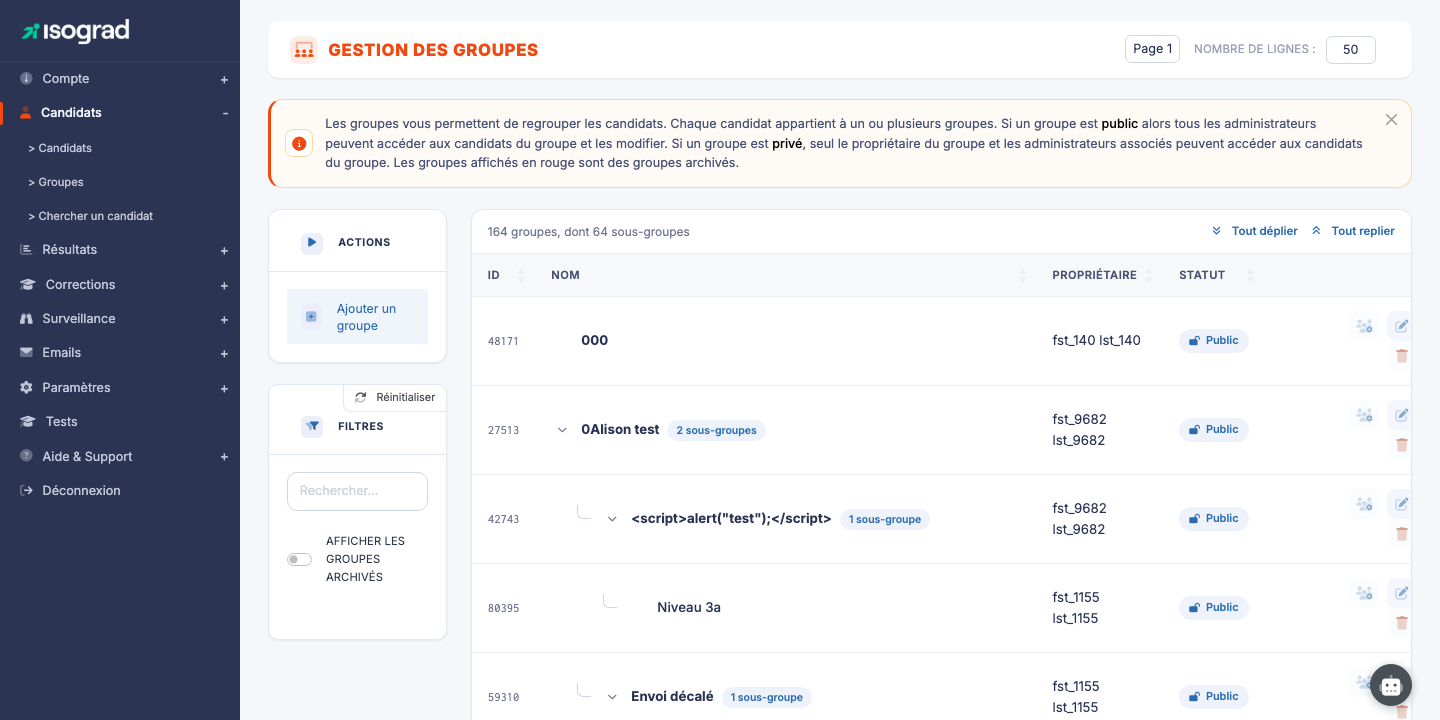 isograd
Compte +
Candidats -
> Candidats
> Groupes
> Chercher un candidat
Résultats +
Corrections +
Surveillance +
Emails +
Paramètres +
Tests
Aide & Support +
Déconnexion
GESTION DES GROUPES
Page 1
NOMBRE DE LIGNES :
50
Les groupes vous permettent de regrouper les candidats. Chaque candidat appartient à un ou plusieurs groupes. Si un groupe est public alors tous les administrateurs
peuvent accéder aux candidats du groupe et les modifier. Si un groupe est privé, seul le propriétaire du groupe et les administrateurs associés peuvent accéder aux candidats
du groupe. Les groupes affichés en rouge sont des groupes archivés.
ACTIONS
Ajouter un
groupe
Réinitialiser
FILTRES
Rechercher...
AFFICHER LES
GROUPES
ARCHIVÉS
164 groupes, dont 64 sous-groupes
Tout déplier
Tout replier
ID NOM PROPRIÉTAIRE STATUT
48171 000 fst_140 lst_140 Public
27513 0Alison test 2 sous-groupes fst_9682 Public
lst_9682
42743 <script>alert("test");</script> 1 sous-groupe fst_9682 Public
lst_9682
80395 Niveau 3a fst_1155 Public
lst_1155
59310 Envoi décalé 1 sous-groupe fst_1155 Public
lst_1155